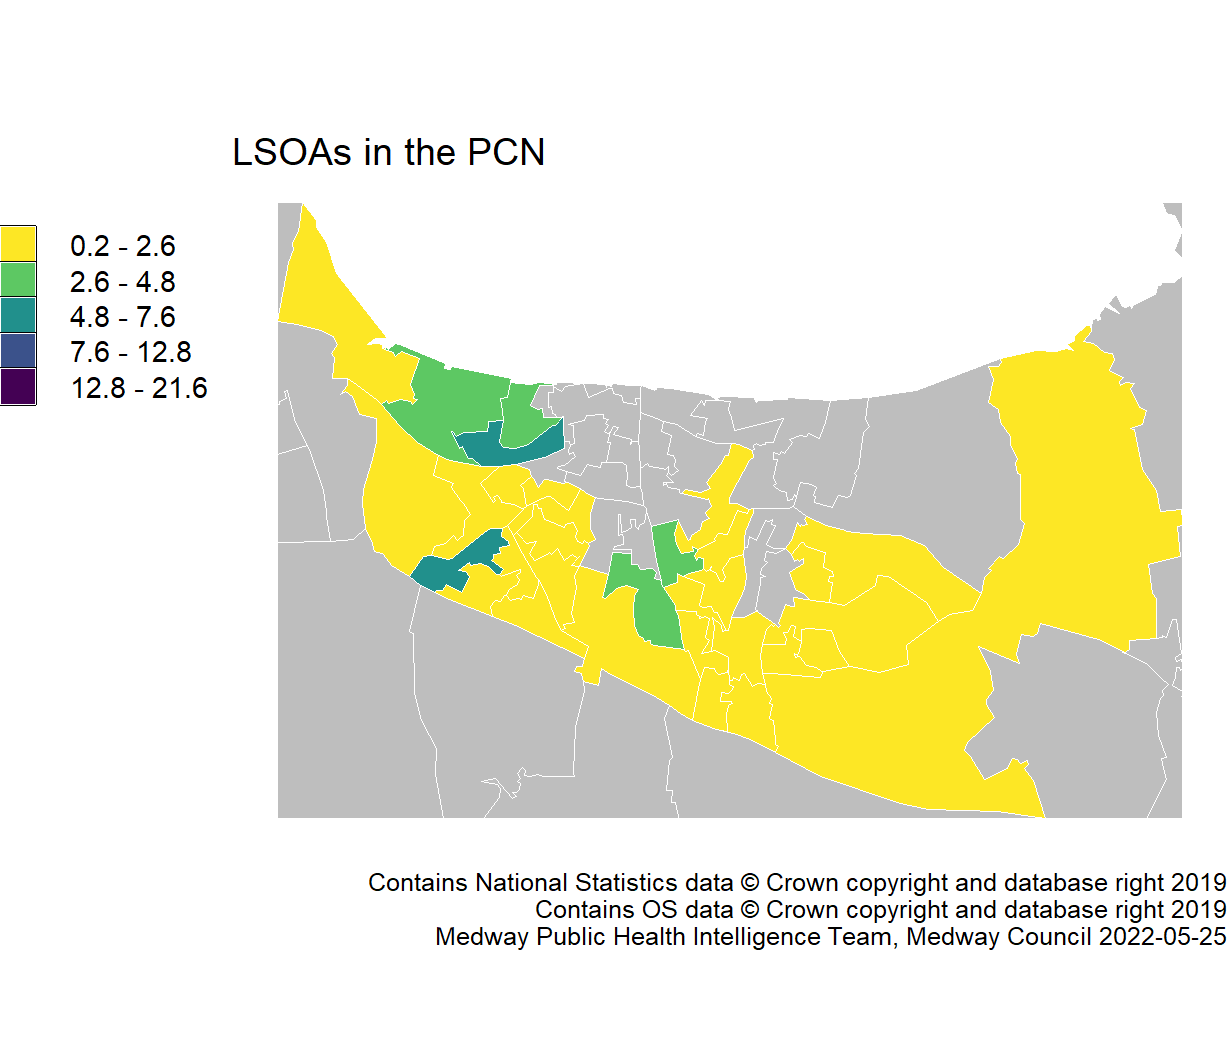 LSOAs in the PCN
0.2 - 2.6
2.6 - 4.8
4.8 - 7.6
7.6 - 12.8
12.8 - 21.6
Contains National Statistics data © Crown copyright and database right 2019
Contains OS data © Crown copyright and database right 2019
Medway Public Health Intelligence Team, Medway Council 2022-05-25